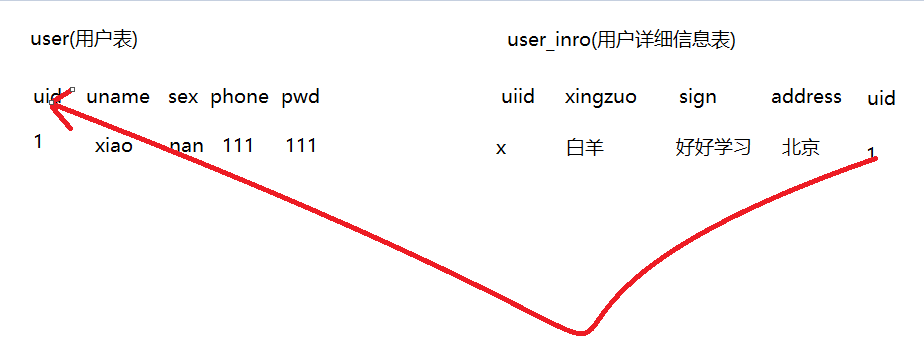 user(用户表)
user_inro(用户详细信息表)
uid uname sex phone pwd
uiid xingzuo sign address uid
1 xiao nan 111 111
x 白羊 好好学习 北京 1